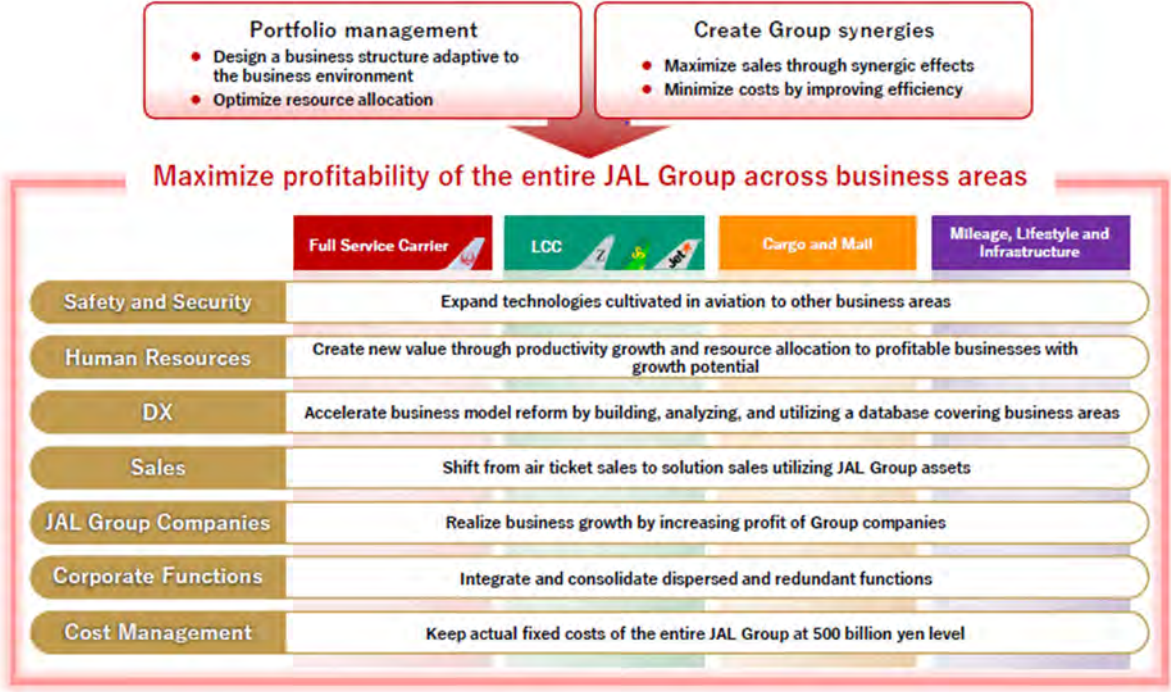 Portfolio management
● Design a business structure adaptive to
the business environment
● Optimize resource allocation
Create Group synergies
● Maximize sales through synergic effects
● Minimize costs by improving efficiency
Maximize profitability of the entire JAL Group across business areas
Full Service Carrier
LCC
Z
Jet
Cargo and Mail
Mileage, Lifestyle and
Infrastructure
Safety and Security
Expand technologies cultivated in aviation to other business areas
Human Resources
Create new value through productivity growth and resource allocation to profitable businesses with
growth potential
DX
Accelerate business model reform by building, analyzing, and utilizing a database covering business areas
Sales
Shift from air ticket sales to solution sales utilizing JAL Group assets
JAL Group Companies
Realize business growth by increasing profit of Group companies
Corporate Functions
Integrate and consolidate dispersed and redundant functions
Cost Management
Keep actual fixed costs of the entire JAL Group at 500 billion yen level